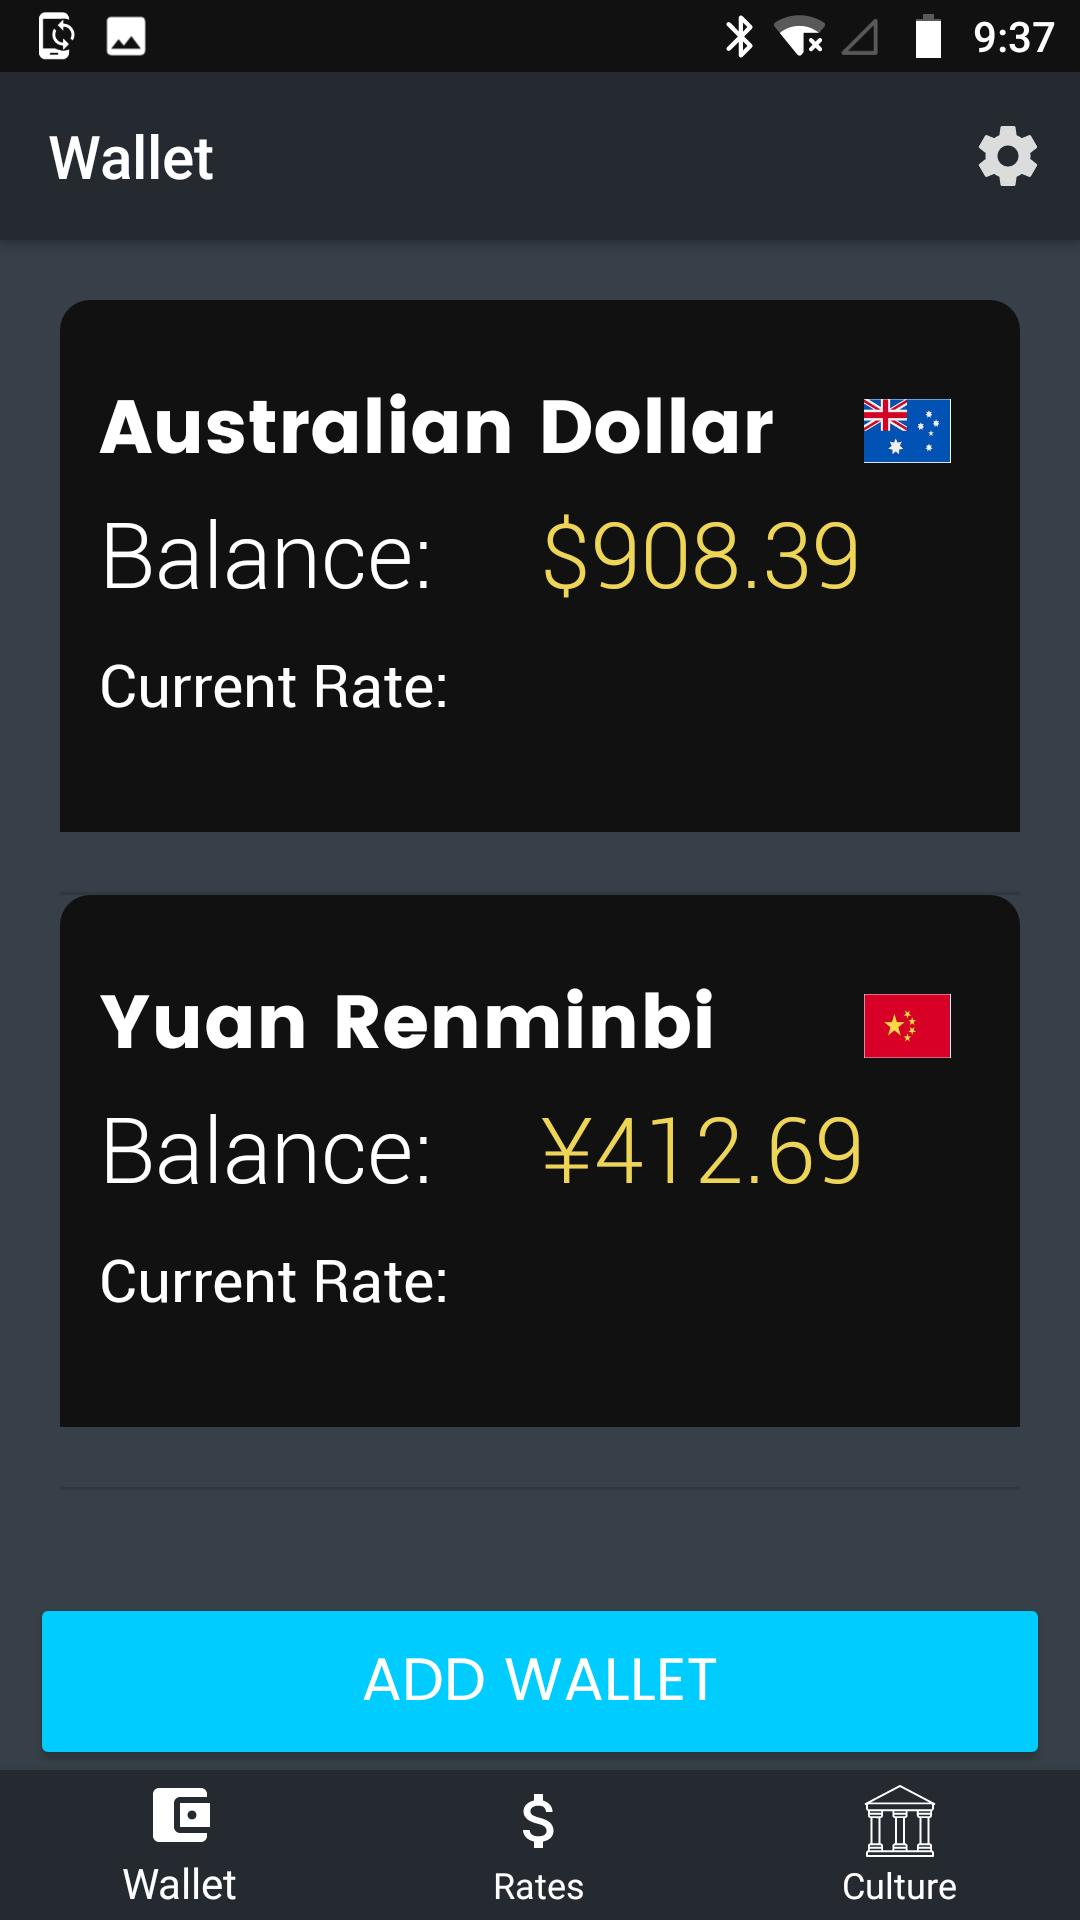 9:37
Wallet
Australian Dollar
Balance: $908.39
Current Rate:
Yuan Renminbi
Balance: ¥412.69
Current Rate:
ADD WALLET
Wallet Rates Culture